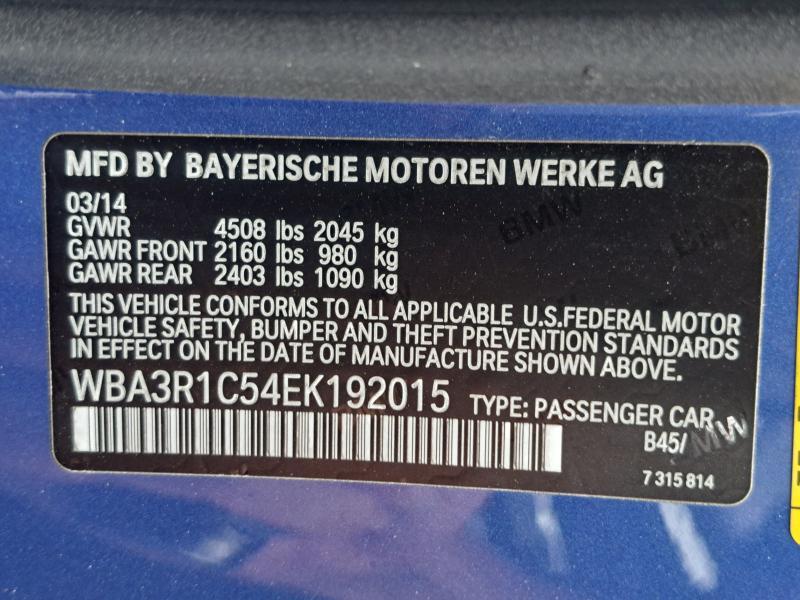 MFD BY BAYERISCHE MOTOREN WERKE AG
03/14
GVWR 4508 lbs 2045 kg
GAWR FRONT 2160 lbs 980 kg
GAWR REAR 2403 lbs 1090 kg
THIS VEHICLE CONFORMS TO ALL APPLICABLE U.S.FEDERAL MOTOR
VEHICLE SAFETY, BUMPER AND THEFT PREVENTION STANDARDS
IN EFFECT ON THE DATE OF MANUFACTURE SHOWN ABOVE.
WBA3R1C54EK192015 TYPE: PASSENGER CAR
B45/
7 315 814
BMW
BMW